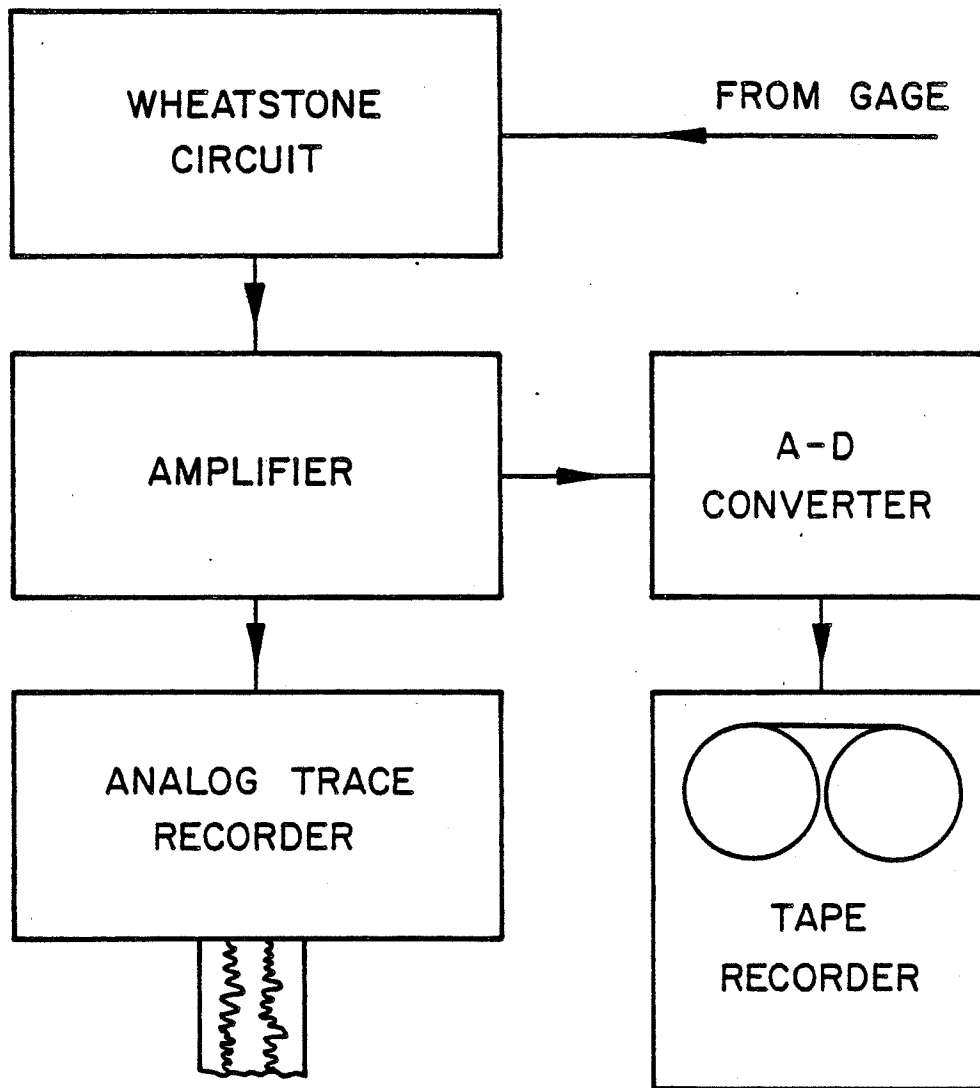 WHEATSTONE
CIRCUIT
FROM GAGE
AMPLIFIER
A-D
CONVERTER
ANALOG TRACE
RECORDER
TAPE
RECORDER